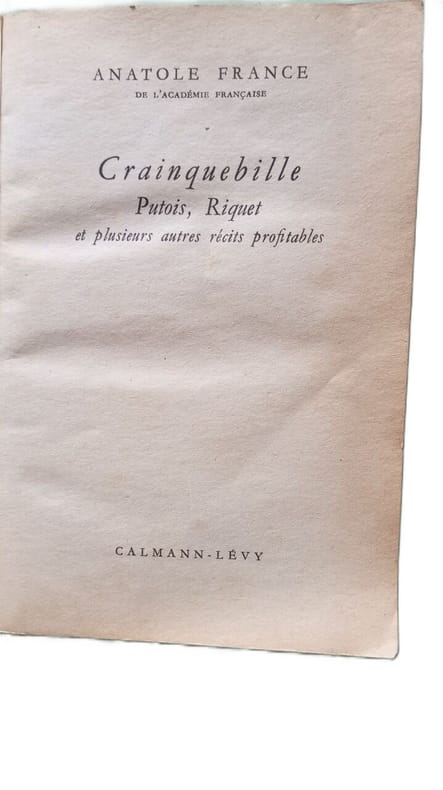 ANATOLE FRANCE
DE L'ACADÉMIE FRANÇAISE
Crainquebille
Putois, Riquet
et plusieurs autres récits profitables
CALMANN-LÉVY